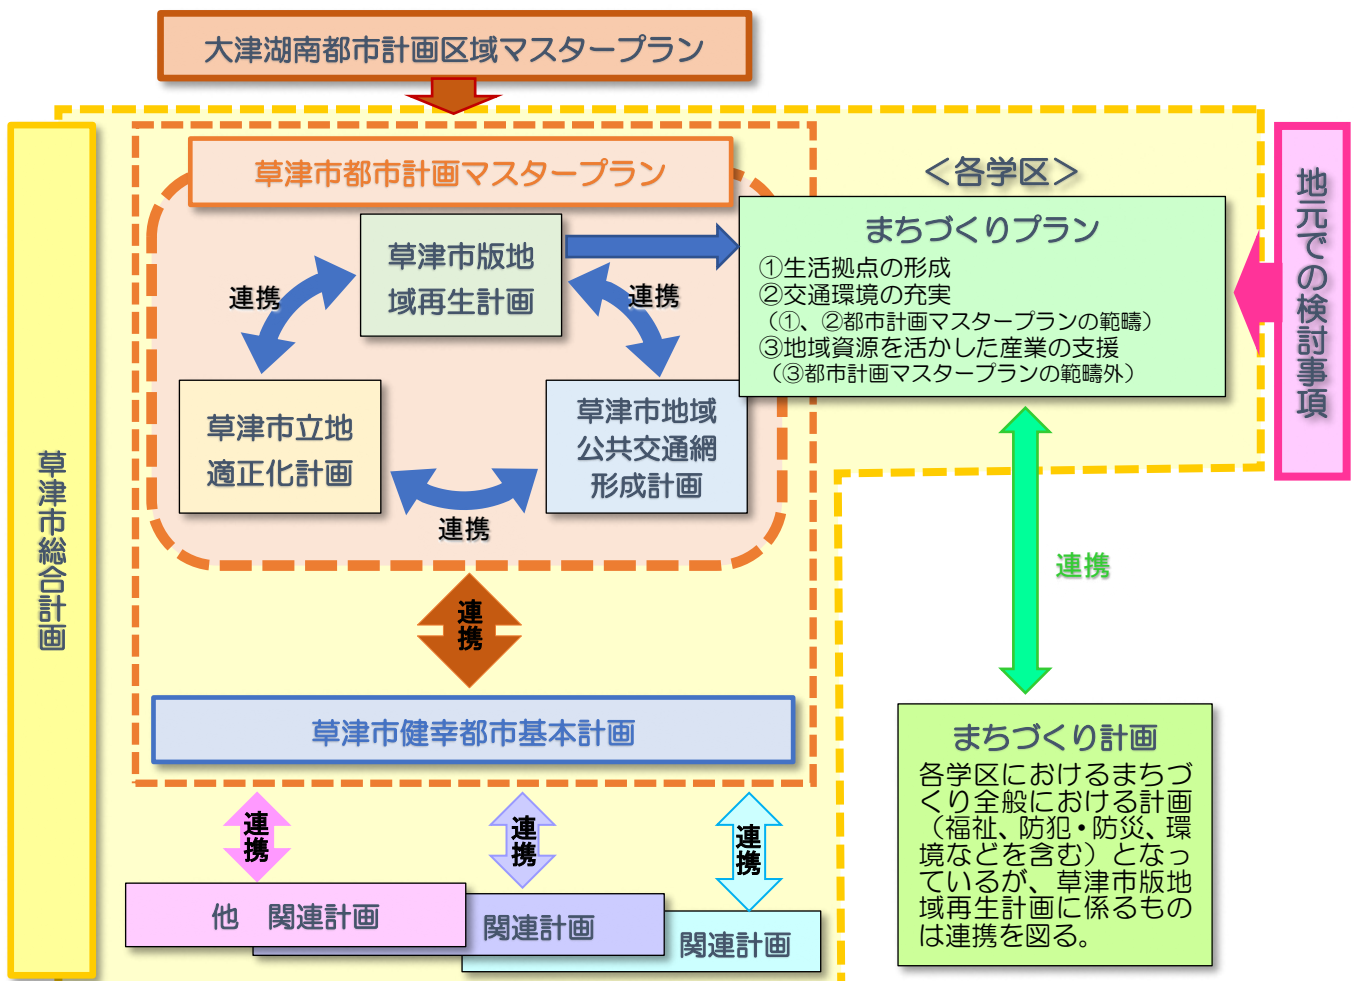 大津湖南都市計画区域マスタープラン
草津市総合計画
草津市都市計画マスタープラン
草津市版地
域再生計画
連携
連携
草津市立地
適正化計画
草津市地域
公共交通網
形成計画
連携
＜各学区＞
まちづくりプラン
①生活拠点の形成
②交通環境の充実
（①、②都市計画マスタープランの範疇）
③地域資源を活かした産業の支援
（③都市計画マスタープランの範疇外）
地元での検討事項
連携
草津市健幸都市基本計画
連携
まちづくり計画
各学区におけるまちづ
くり全般における計画
（福祉、防犯・防災、環
境などを含む）となっ
ているが、草津市版地
域再生計画に係るもの
は連携を図る。
連携
連携
連携
他　関連計画
関連計画
関連計画